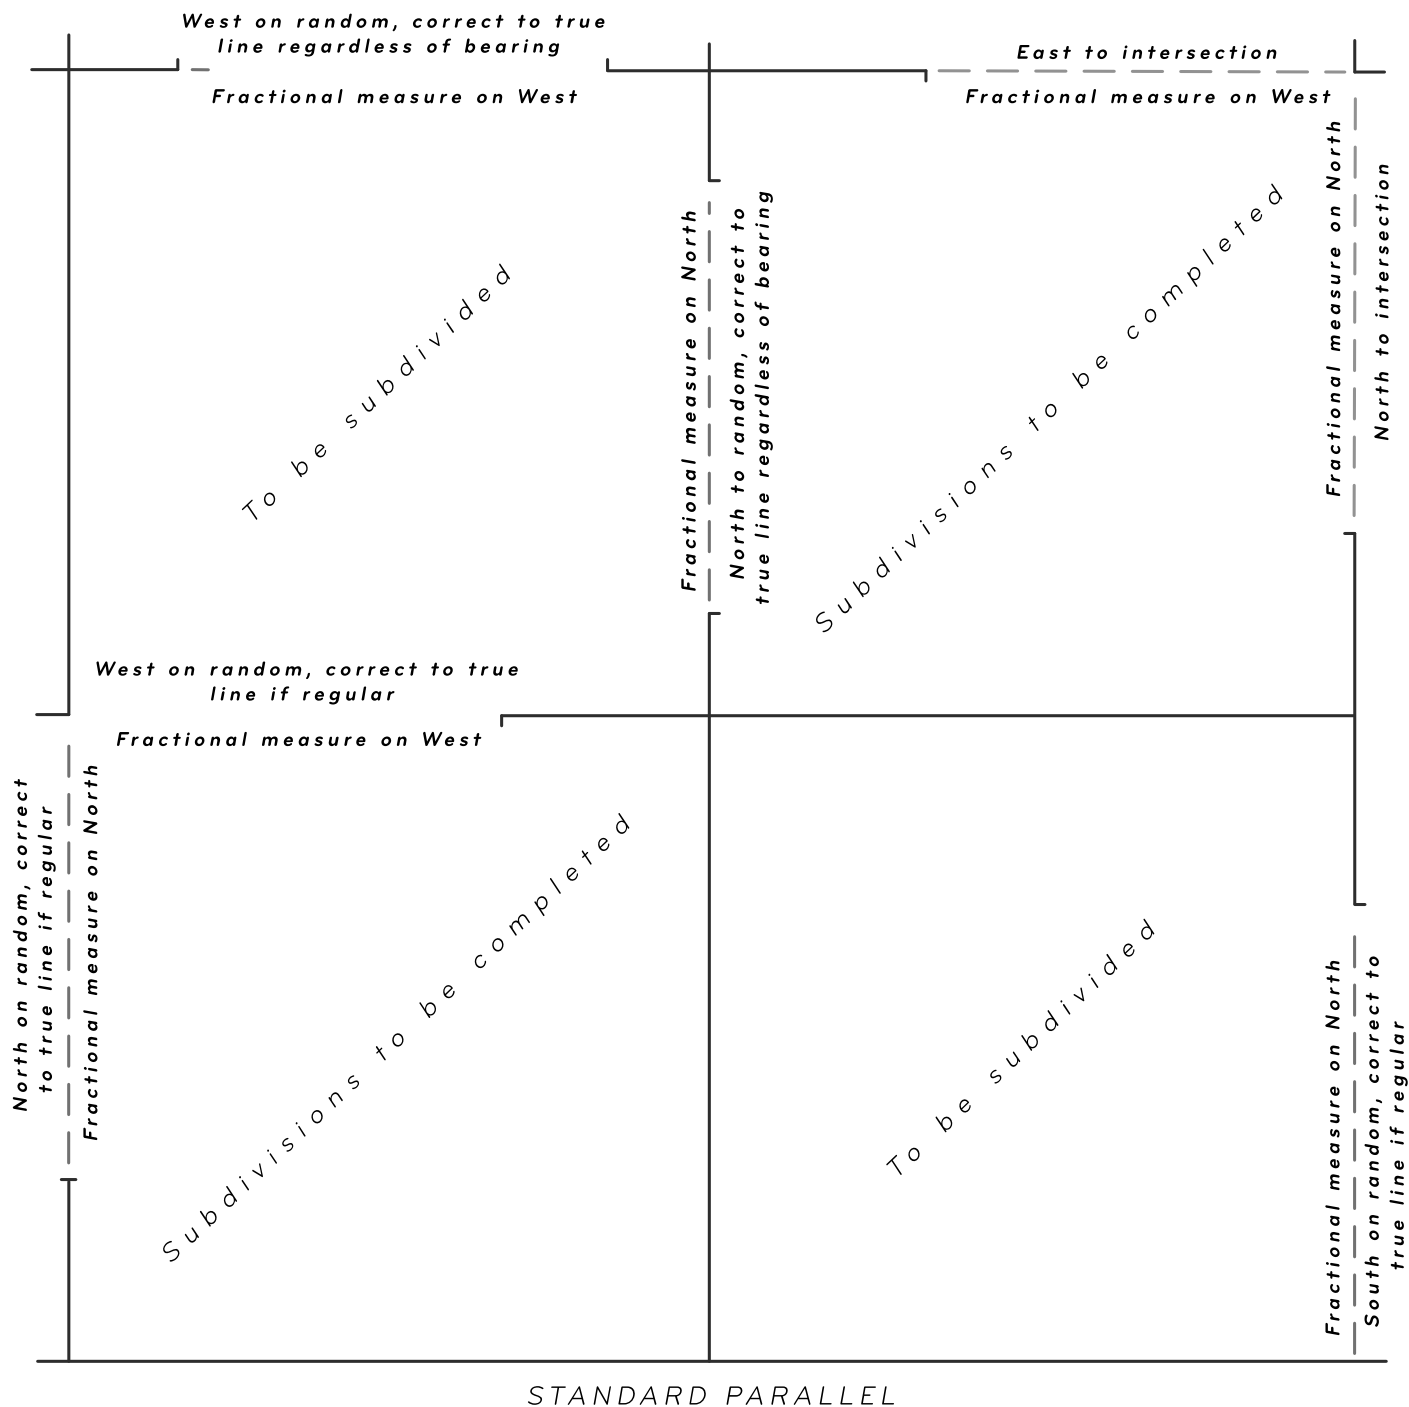 West on random, correct to true
line regardless of bearing
Fractional measure on West
East to intersection
Fractional measure on West
Fractional measure on North
North to intersection
Fractional measure on North
North to random, correct to
true line regardless of bearing
To be subdivided
Subdivisions to be completed
West on random, correct to true
line if regular
Fractional measure on West
North on random, correct
to true line if regular
Fractional measure on North
Subdivisions to be completed
To be subdivided
Fractional measure on North
South on random, correct to
true line if regular
STANDARD PARALLEL